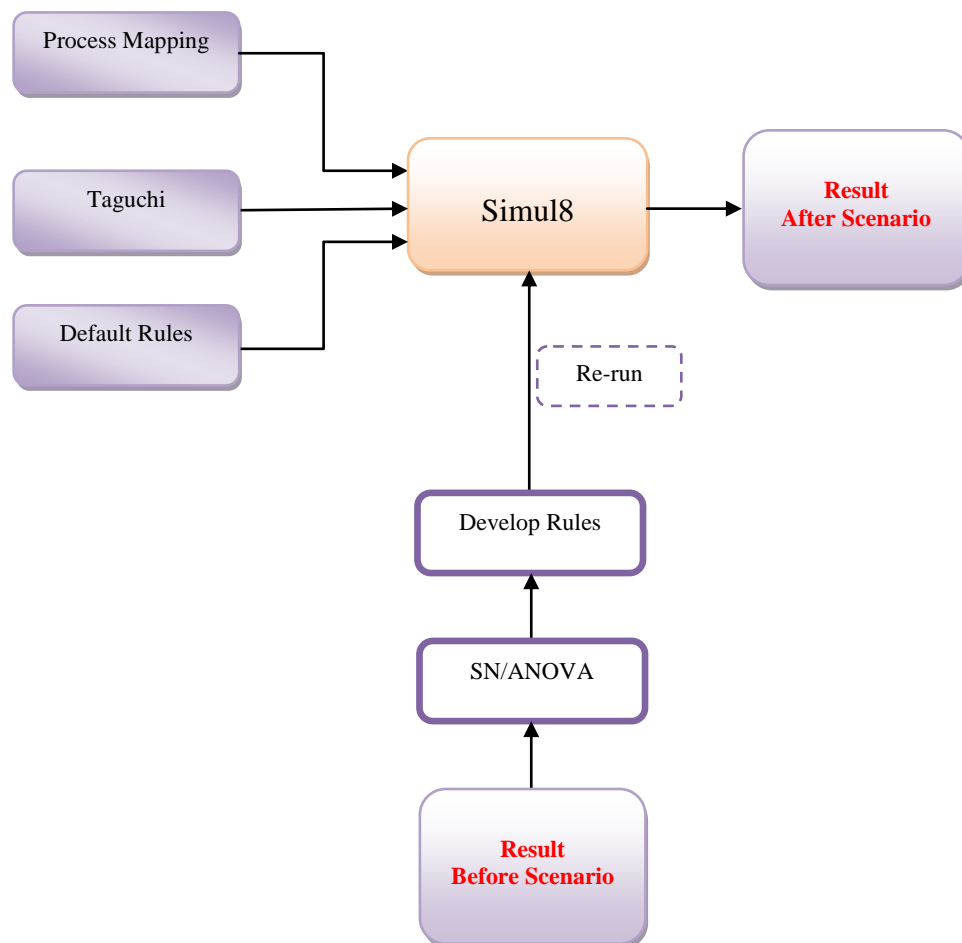 Process Mapping
Taguchi
Default Rules
Simul8
Result
After Scenario
Re-run
Develop Rules
SN/ANOVA
Result
Before Scenario